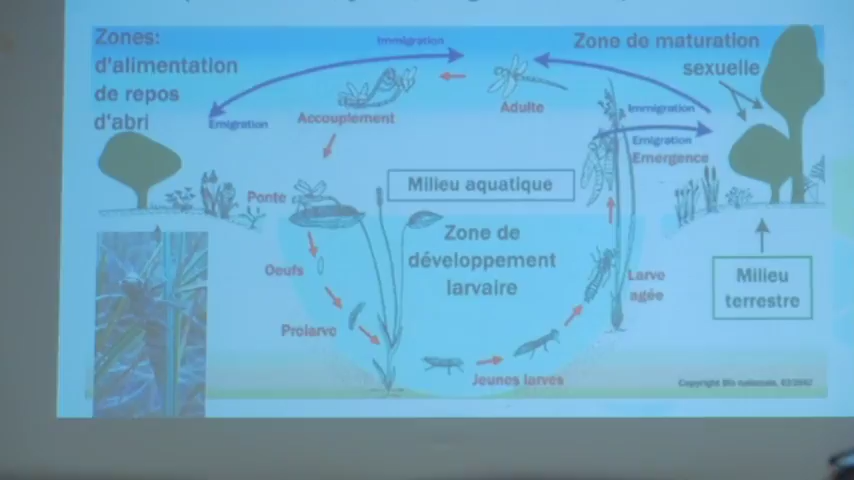 Zones:
d'alimentation
de repos
d'abri
Immigration
Emigration
Accouplement
Adulte
Zone de maturation
sexuelle
Immigration
Emigration
Emergence
Milieu aquatique
Ponte
Zone de
développement
larvaire
Oeufs
Prolarve
Jeunes larves
Larve
agée
Milieu
terrestre
Copyright